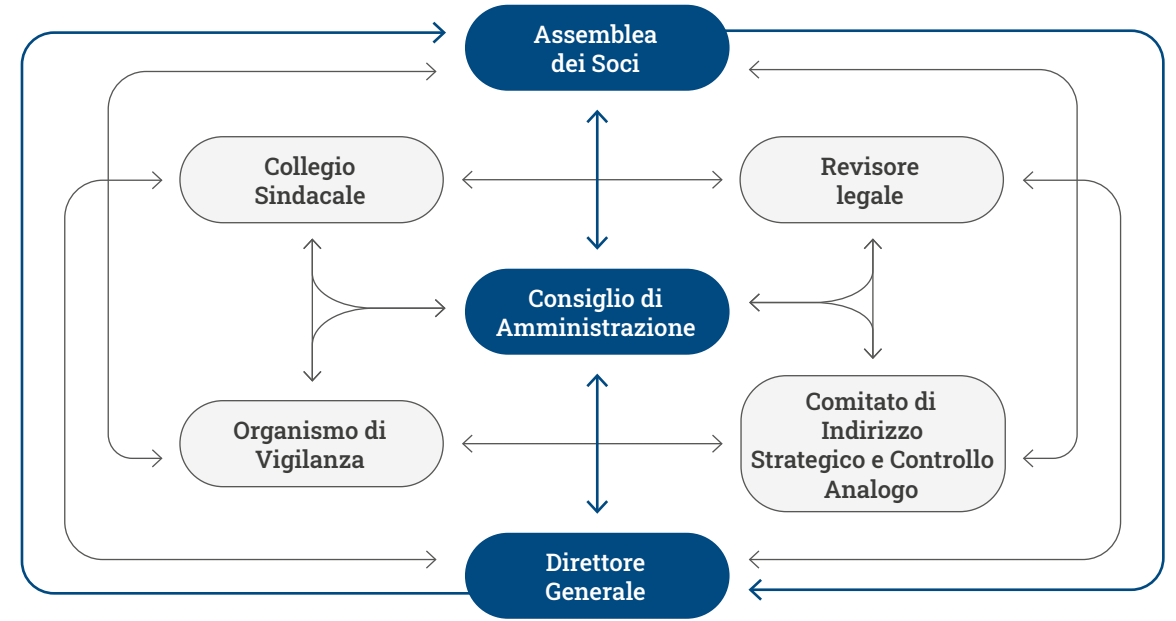 Assemblea
dei Soci
Collegio
Sindacale
Revisore
legale
Consiglio di
Amministrazione
Organismo di
Vigilanza
Comitato di
Indirizzo
Strategico e Controllo
Analogo
Direttore
Generale